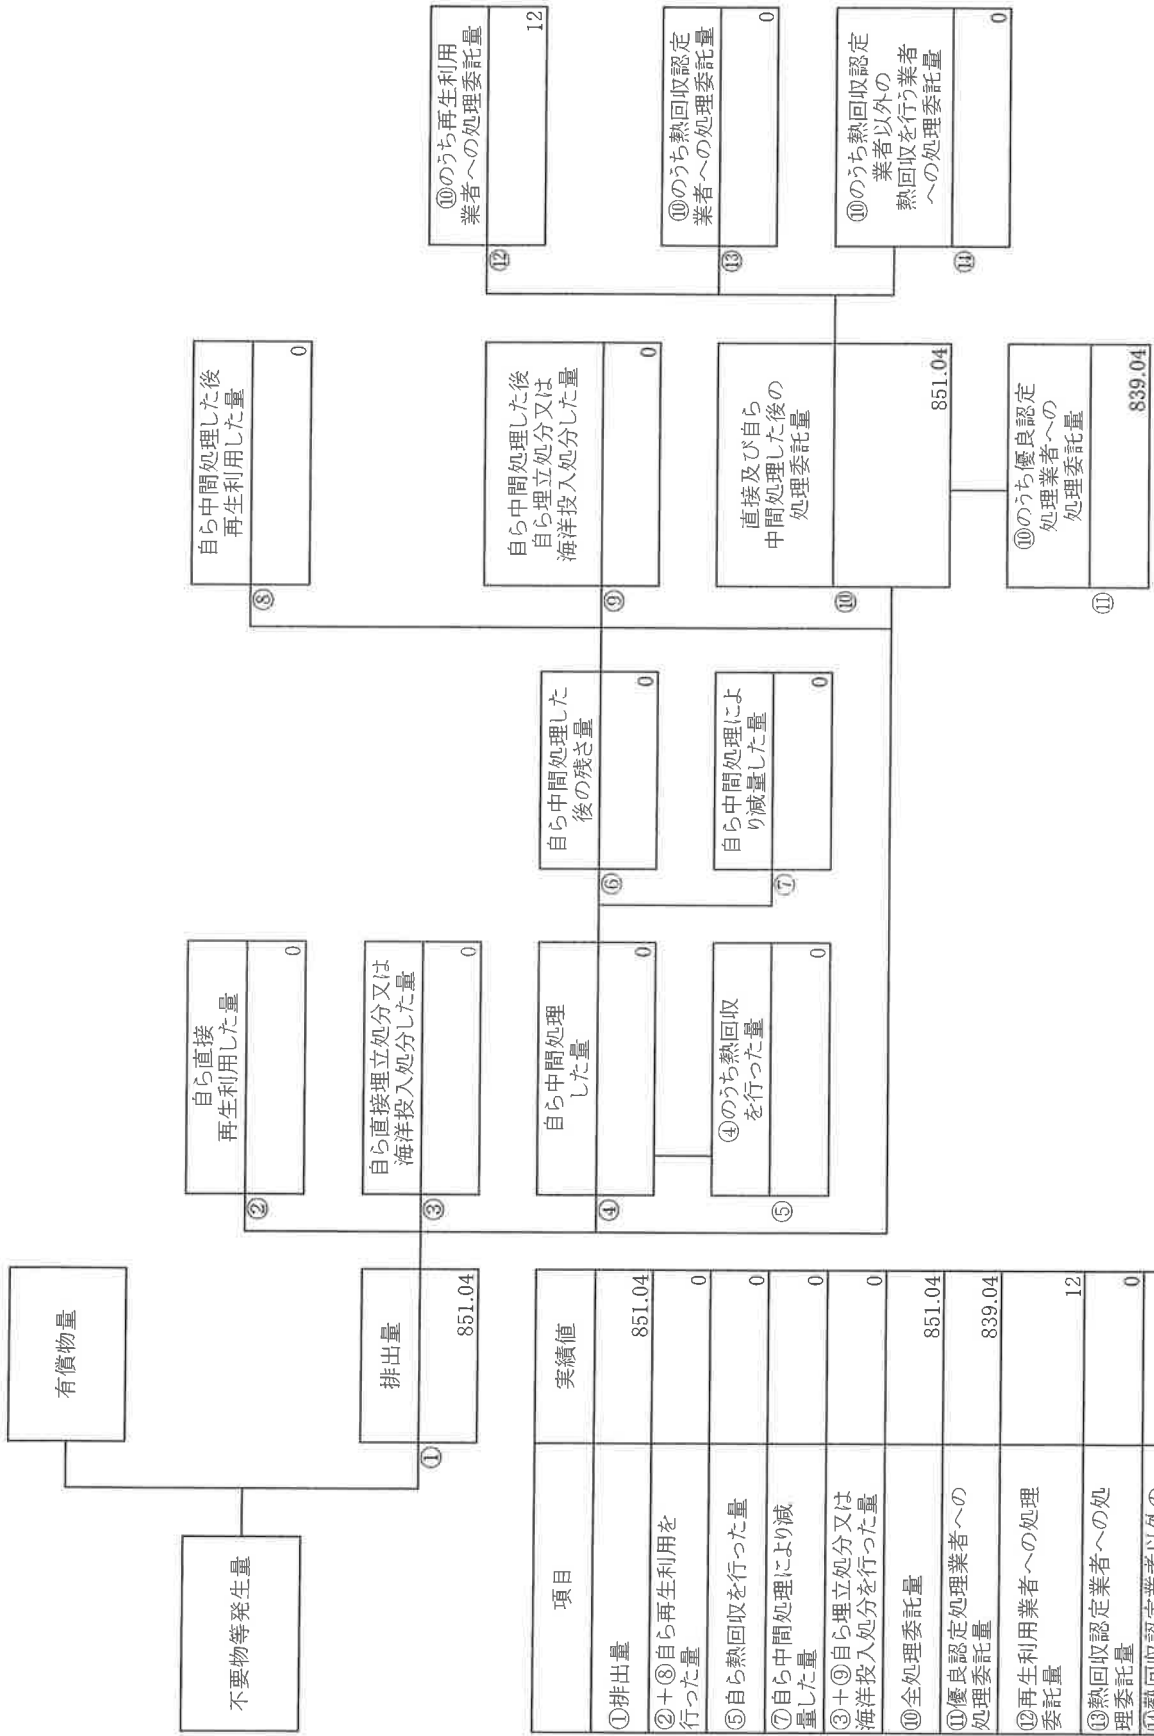 不要物等発生量
有償物量
排出量
①
851.04
自ら直接
再生利用した量
②
0
自ら直接埋立処分又は
海洋投入処分した量
③
0
自ら中間処理
した量
④
0
④のうち熱回収
を行った量
⑤
0
自ら中間処理した
後の残さ量
⑥
0
自ら中間処理によ
り減量した量
⑦
0
自ら中間処理した後
再生利用した量
⑧
0
自ら中間処理した後
自ら埋立処分又は
海洋投入処分した量
⑨
0
直接及び自ら
中間処理した後の
処理委託量
⑩
851.04
⑩のうち優良認定
処理業者への
処理委託量
⑪
839.04
⑩のうち再生利用
業者への処理委託量
⑫
12
⑩のうち熱回収認定
業者への処理委託量
⑬
0
⑩のうち熱回収認定
業者以外の
熱回収を行う業者
への処理委託量
⑭
0
項目 実績値
①排出量 851.04
②+⑧自ら再生利用を
行った量 0
⑤自ら熱回収を行った量 0
⑦自ら中間処理により減
量した量 0
③+⑨自ら埋立処分又は
海洋投入処分を行った量 0
⑩全処理委託量 851.04
⑪優良認定処理業者への
処理委託量 839.04
⑫再生利用業者への処理
委託量 12
⑬熱回収認定業者への処
理委託量 0
⑭熱回収認定業者以外の